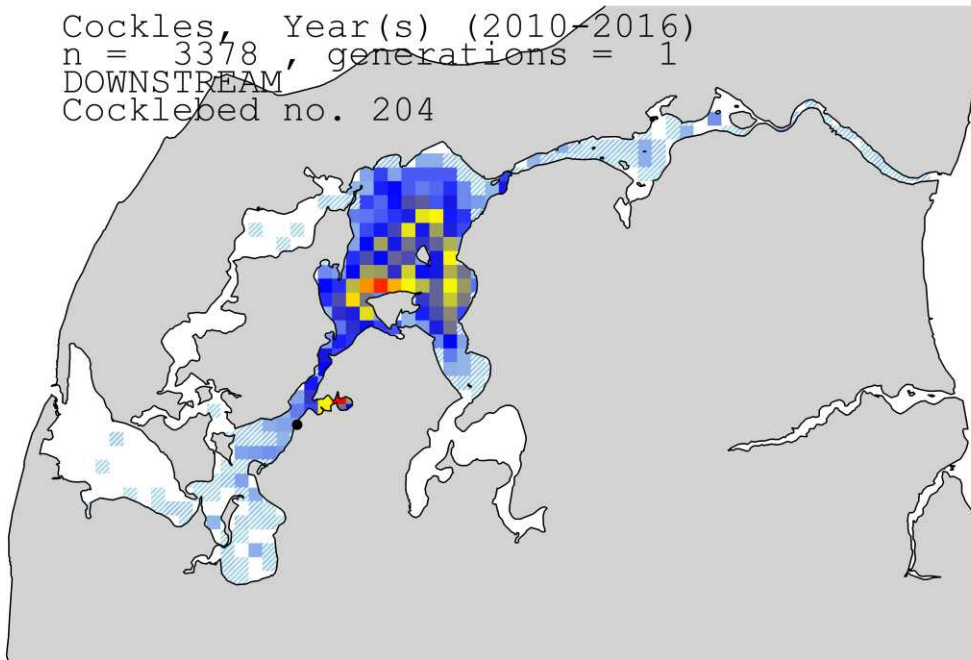 Cockles, Year(s) (2010-2016)
n = 3378 , generations = 1
DOWNSTREAM
Cocklebed no. 204